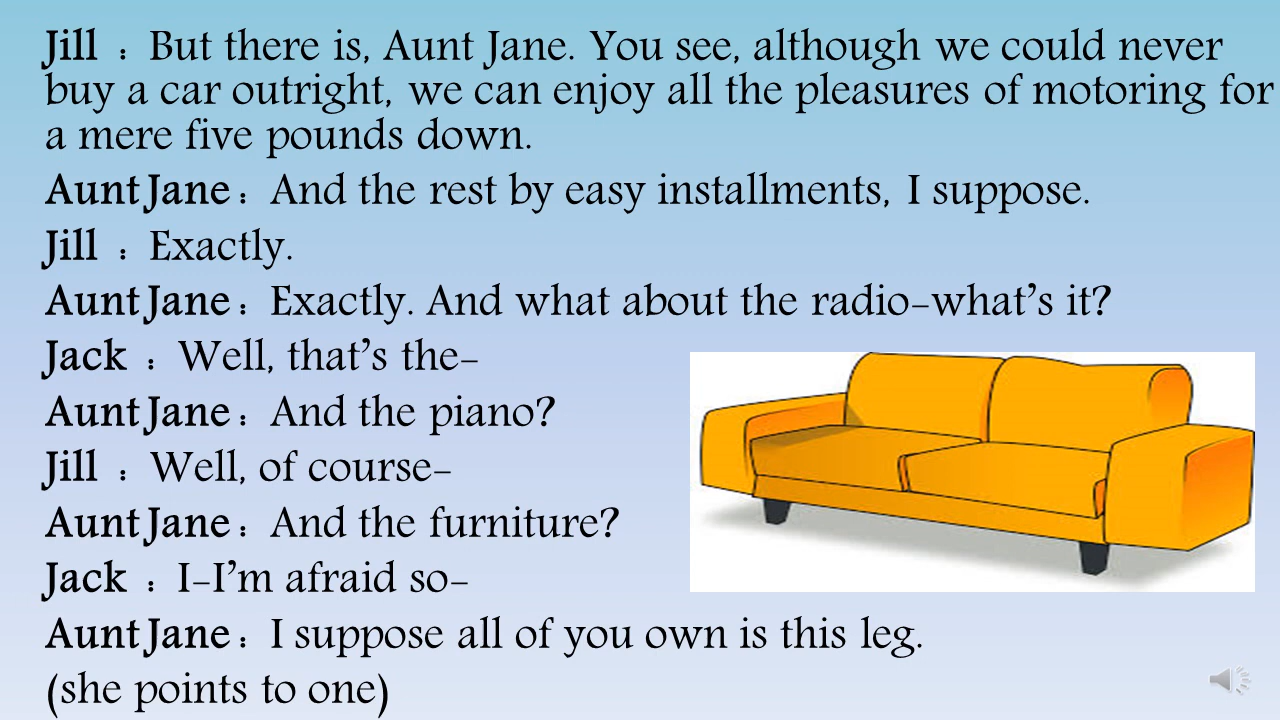 Jill : But there is, Aunt Jane. You see, although we could never
buy a car outright, we can enjoy all the pleasures of motoring for
a mere five pounds down.
Aunt Jane : And the rest by easy installments, I suppose.
Jill : Exactly.
Aunt Jane : Exactly. And what about the radio-what's it?
Jack : Well, that's the-
Aunt Jane : And the piano?
Jill : Well, of course-
Aunt Jane : And the furniture?
Jack : I-I'm afraid so-
Aunt Jane : I suppose all of you own is this leg.
(she points to one)